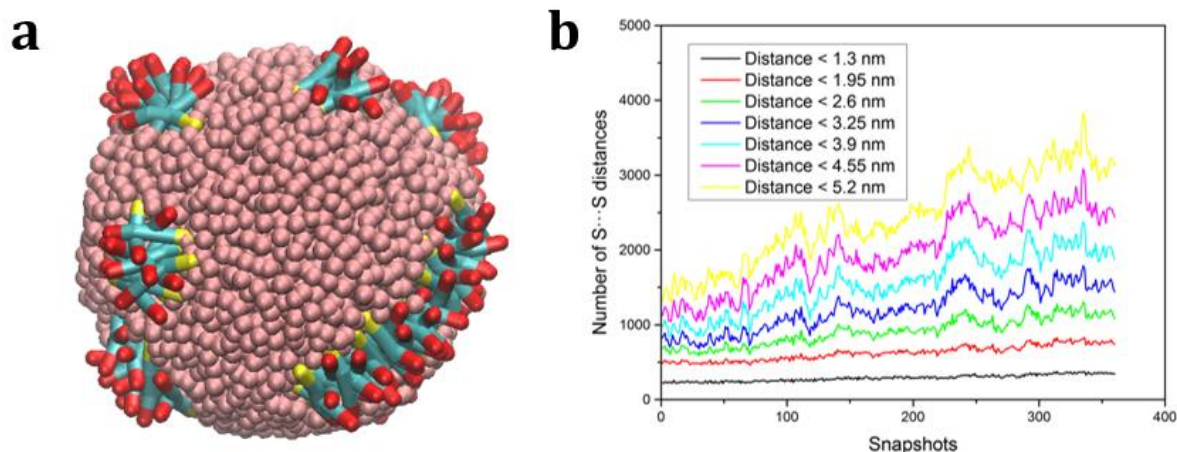 a
b
5000
4000
3000
2000
1000
0
Number of S···S distances
Distance < 1.3 nm
Distance < 1.95 nm
Distance < 2.6 nm
Distance < 3.25 nm
Distance < 3.9 nm
Distance < 4.55 nm
Distance < 5.2 nm
0
100
200
300
400
Snapshots